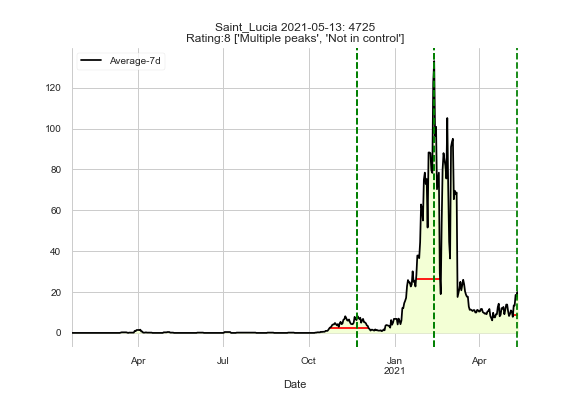 Saint_Lucia 2021-05-13: 4725
Rating:8 ['Multiple peaks', 'Not in control']
Average-7d
120
100
80
60
40
20
0
Apr Jul Oct Jan Apr
2021
Date